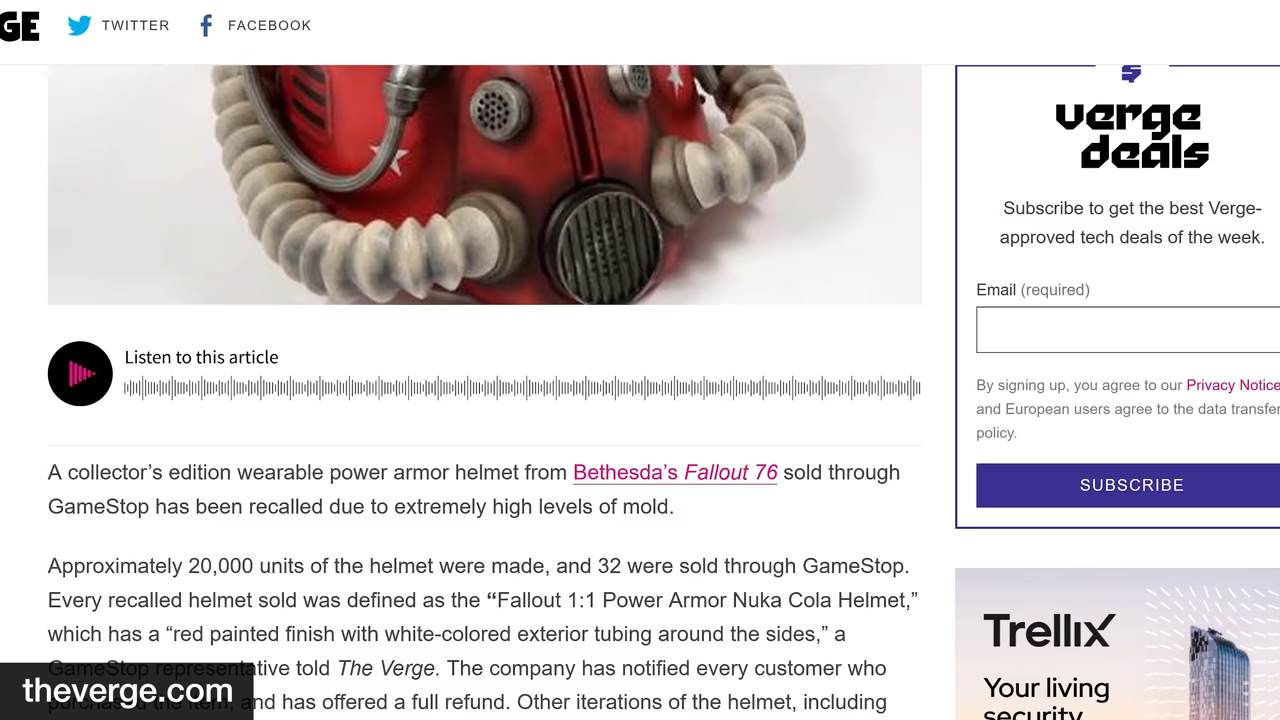 GE
TWITTER
FACEBOOK
verge
deals
Subscribe to get the best Verge-
approved tech deals of the week.
Email (required)
Listen to this article
By signing up, you agree to our Privacy Notice
and European users agree to the data transfer
policy.
SUBSCRIBE
A collector’s edition wearable power armor helmet from Bethesda’s Fallout 76 sold through
GameStop has been recalled due to extremely high levels of mold.
Approximately 20,000 units of the helmet were made, and 32 were sold through GameStop.
Every recalled helmet sold was defined as the “Fallout 1:1 Power Armor Nuka Cola Helmet,”
which has a “red painted finish with white-colored exterior tubing around the sides,” a
GameStop representative told The Verge. The company has notified every customer who
purchased the item, and has offered a full refund. Other iterations of the helmet, including
theverge.com
Trellix
Your living
security